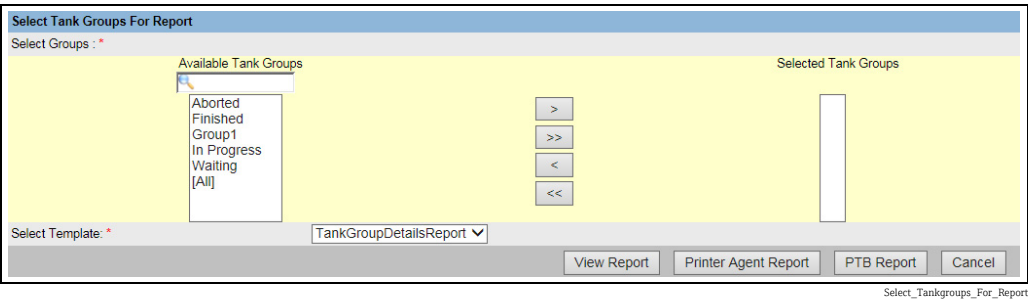 Select Tank Groups For Report
Select Groups : *
Available Tank Groups
Selected Tank Groups
Aborted
Finished
Group1
In Progress
Waiting
[All]
>
>>
<
<<
Select Template: *
TankGroupDetailsReport
View Report
Printer Agent Report
PTB Report
Cancel
Select_Tankgroups_For_Report